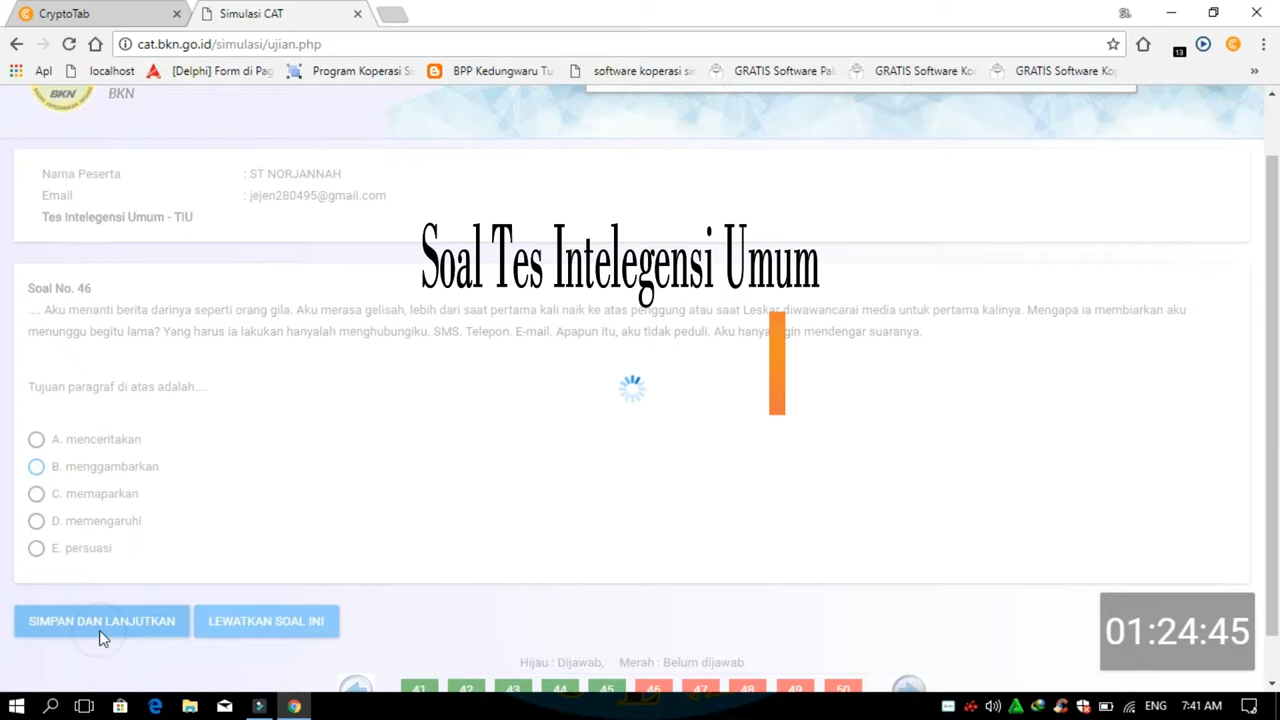 CryptoTab
Simulasi CAT
cat.bkn.go.id/simulasi/ujian.php
13
Apl
localhost
[Delphi] Form di Pag
Program Koperasi Si
BPP Kedungwaru Tu
software koperasi sim
GRATIS Software Pab
GRATIS Software Kop
GRATIS Software Kop
»
BKN
BKN
Nama Peserta : ST NORJANNAH
Email : jejen280495@gmail.com
Tes Intelegensi Umum - TIU
Soal Tes Intelegensi Umum
Soal No. 46
.... Aku menanti berita darinya seperti orang gila. Aku merasa gelisah, lebih dari saat pertama kali naik ke atas penggung atau saat Leskar diwawancarai media untuk pertama kalinya. Mengapa ia membiarkan aku
menunggu begitu lama? Yang harus ia lakukan hanyalah menghubungiku. SMS. Telepon. E-mail. Apapun itu, aku tidak peduli. Aku hanya ingin mendengar suaranya.
Tujuan paragraf di atas adalah....
A. menceritakan
B. menggambarkan
C. memaparkan
D. memengaruhi
E. persuasi
SIMPAN DAN LANJUTKAN
LEWATKAN SOAL INI
01:24:45
Hijau : Dijawab, Merah : Belum dijawab
41 42 43 44 45 46 47 48 49 50
ENG 7:41 AM